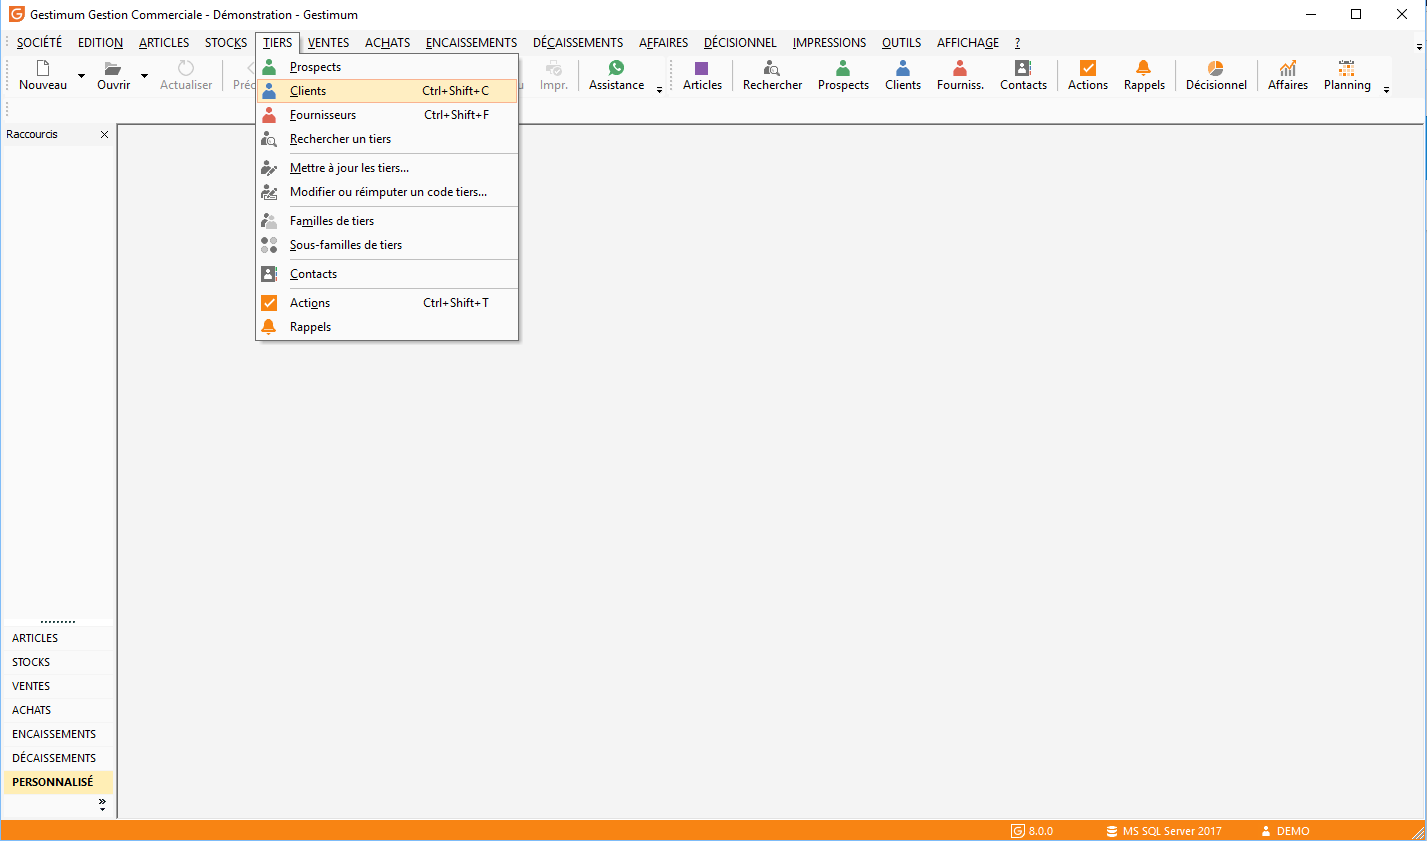 Gestimum Gestion Commerciale - Démonstration - Gestimum
SOCIÉTÉ EDITION ARTICLES STOCKS TIERS VENTES ACHATS ENCAISSEMENTS DÉCAISSEMENTS AFFAIRES DÉCISIONNEL IMPRESSIONS OUTILS AFFICHAGE ?
Nouveau Ouvrir Actualiser Impr. Assistance Articles Rechercher Prospects Clients Fourniss. Contacts Actions Rappels Décisionnel Affaires Planning
Prospects
Clients Ctrl+Shift+C
Fournisseurs Ctrl+Shift+F
Rechercher un tiers
Mettre à jour les tiers...
Modifier ou réimputer un code tiers...
Familles de tiers
Sous-familles de tiers
Contacts
Actions Ctrl+Shift+T
Rappels
Raccourcis
ARTICLES
STOCKS
VENTES
ACHATS
ENCAISSEMENTS
DÉCAISSEMENTS
PERSONNALISÉ
8.0.0 MS SQL Server 2017 DEMO